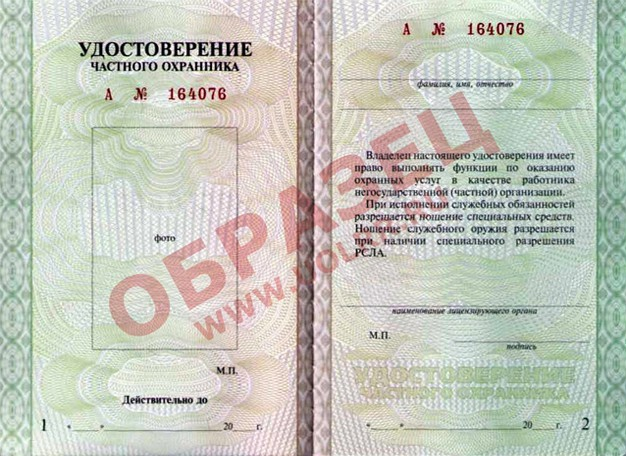 УДОСТОВЕРЕНИЕ
ЧАСТНОГО ОХРАННИКА
А № 164076
фото
М.П.
Действительно до
1 « » 20 г.
А № 164076
фамилия, имя, отчество
Владелец настоящего удостоверения имеет
право выполнять функции по оказанию
охранных услуг в качестве работника
негосударственной (частной) организации.
При исполнении служебных обязанностей
разрешается ношение специальных средств.
Ношение служебного оружия разрешается
при наличии специального разрешения
РСЛА.
наименование лицензирующего органа
М.П.
подпись
УДОСТОВЕРЕНИЕ
ЧАСТНОГО ОХРАННИКА
« » 20 г. 2
ОБРАЗЕЦ